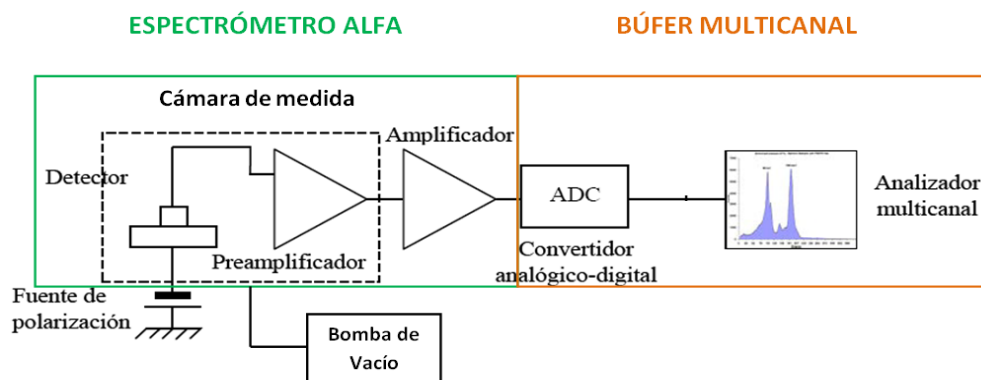 ESPECTRÓMETRO ALFA
BÚFER MULTICANAL
Cámara de medida
Amplificador
Detector
ADC
Analizador
multicanal
Preamplificador
Convertidor
analógico-digital
Fuente de
polarización
Bomba de
Vacío